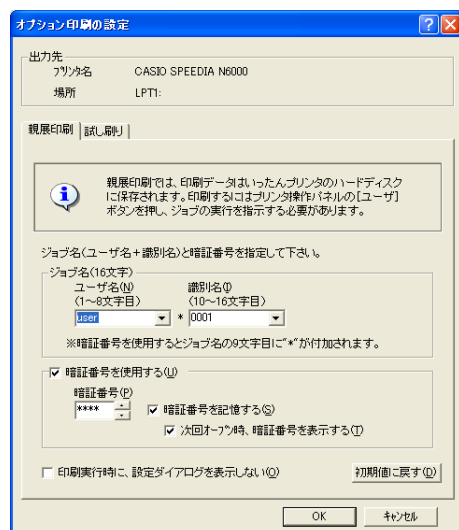 オプション印刷の設定
出力先
プリンタ名 CASIO SPEEDIA N6000
場所 LPT1:
親展印刷 試し刷り
親展印刷では、印刷データはいったんプリンタのハードディスク
に保存されます。印刷するにはプリンタ操作パネルの[ユーザ]
ボタンを押し、ジョブの実行を指示する必要があります。
ジョブ名(ユーザ名+識別名)と暗証番号を指定して下さい。
ジョブ名(16文字)
ユーザ名(N) 識別名(I)
(1~8文字目) (10~16文字目)
user * 0001
※暗証番号を使用するとジョブ名の9文字目に"*"が付加されます。
暗証番号を使用する(U)
暗証番号(P)
**** 暗証番号を記憶する(S)
次回オープン時、暗証番号を表示する(T)
印刷実行時に、設定ダイアログを表示しない(O) 初期値に戻す(D)
OK キャンセル